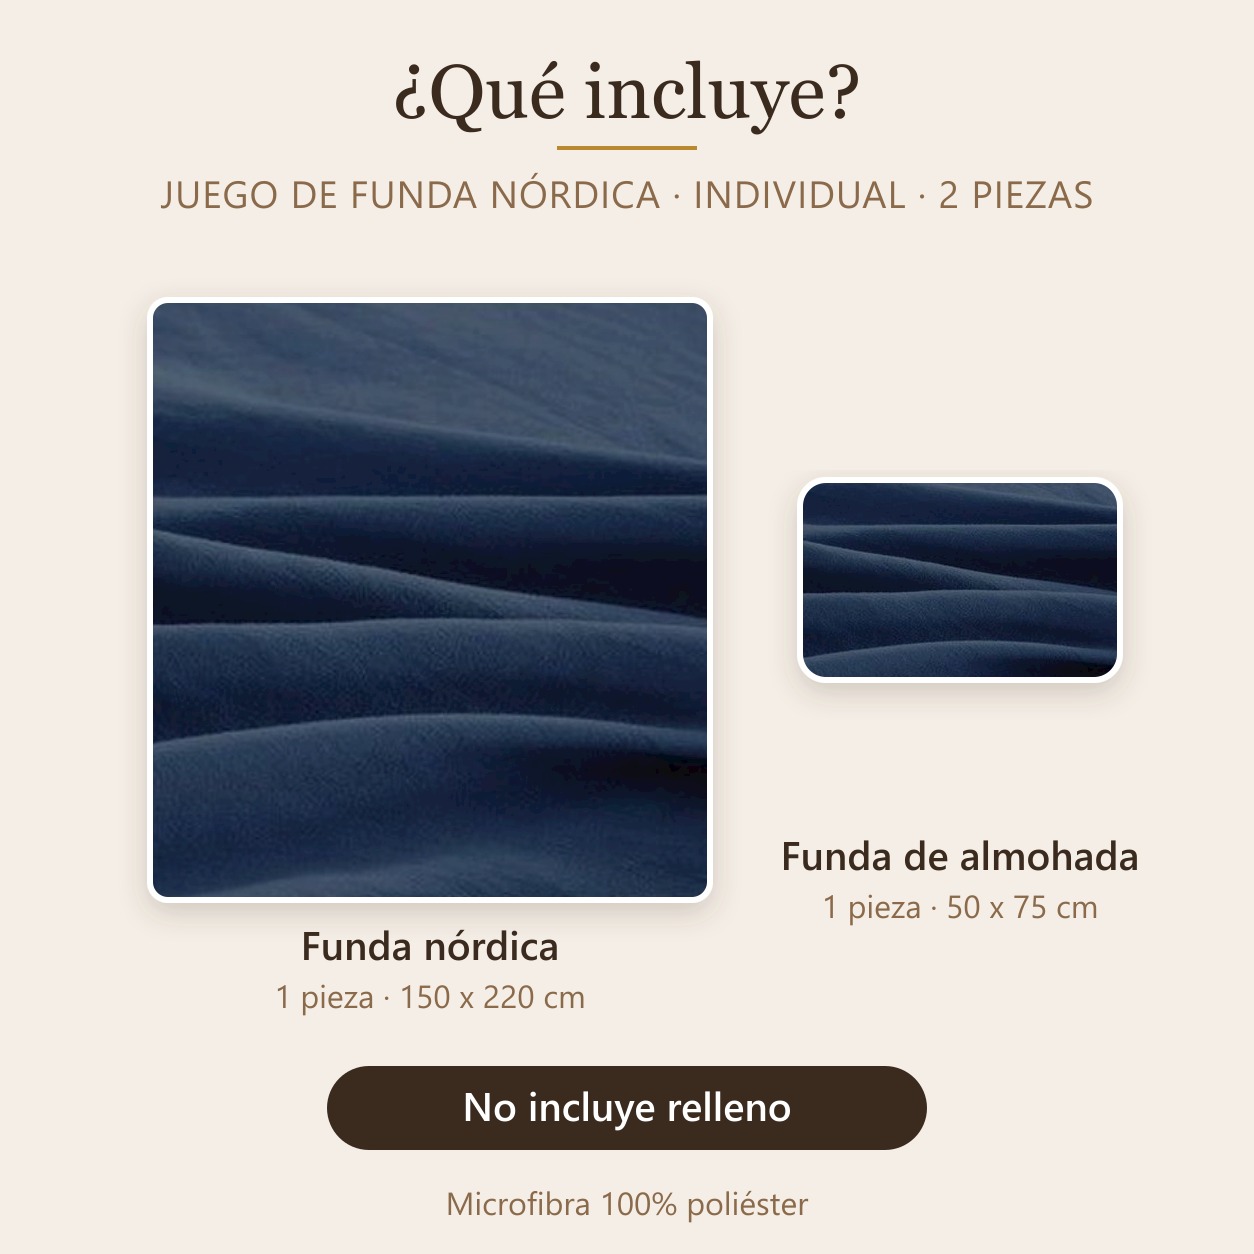 ¿Qué incluye?
JUEGO DE FUNDA NÓRDICA · INDIVIDUAL · 2 PIEZAS
Funda nórdica
1 pieza · 150 x 220 cm
Funda de almohada
1 pieza · 50 x 75 cm
No incluye relleno
Microfibra 100% poliéster